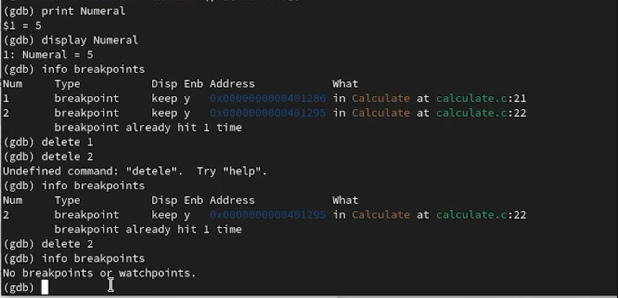 (gdb) print Numeral
$1 = 5
(gdb) display Numeral
1: Numeral = 5
(gdb) info breakpoints
Num     Type           Disp Enb Address            What
1       breakpoint     keep y   0x0000000000401286 in Calculate at calculate.c:21
2       breakpoint     keep y   0x0000000000401295 in Calculate at calculate.c:22
        breakpoint already hit 1 time
(gdb) delete 1
(gdb) detele 2
Undefined command: "detele".  Try "help".
(gdb) info breakpoints
Num     Type           Disp Enb Address            What
2       breakpoint     keep y   0x0000000000401295 in Calculate at calculate.c:22
        breakpoint already hit 1 time
(gdb) delete 2
(gdb) info breakpoints
No breakpoints or watchpoints.
(gdb)